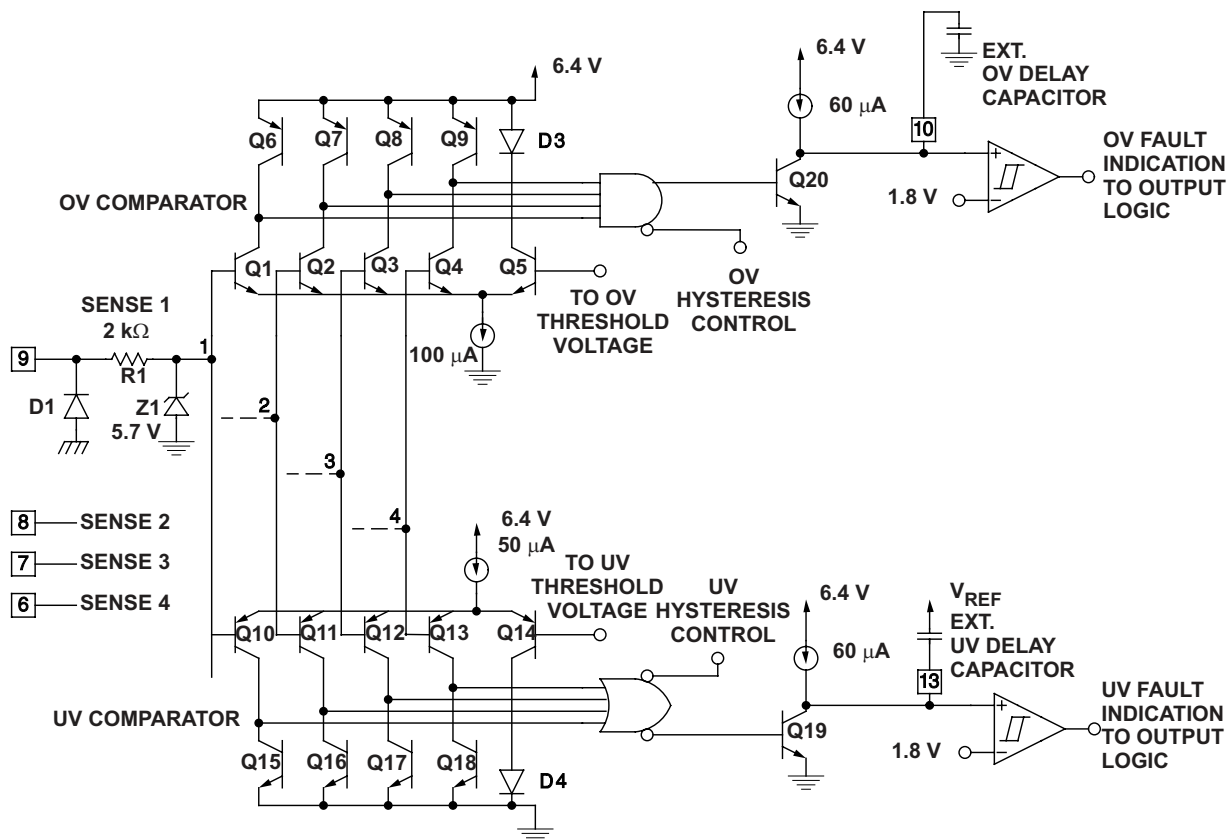 6.4 V
Q6
Q7
Q8
Q9
D3
OV COMPARATOR
Q1
Q2
Q3
Q4
Q5
TO OV
THRESHOLD
VOLTAGE
OV
HYSTERESIS
CONTROL
100 μA
6.4 V
60 μA
EXT.
OV DELAY
CAPACITOR
10
Q20
1.8 V
+
−
OV FAULT
INDICATION
TO OUTPUT
LOGIC
SENSE 1
2 kΩ
R1
9
D1
Z1
5.7 V
1
2
3
4
8
SENSE 2
7
SENSE 3
6
SENSE 4
6.4 V
50 μA
TO UV
THRESHOLD
VOLTAGE
UV
HYSTERESIS
CONTROL
Q10
Q11
Q12
Q13
Q14
UV COMPARATOR
Q15
Q16
Q17
Q18
D4
6.4 V
60 μA
VREF
EXT.
UV DELAY
CAPACITOR
13
Q19
1.8 V
+
−
UV FAULT
INDICATION
TO OUTPUT
LOGIC